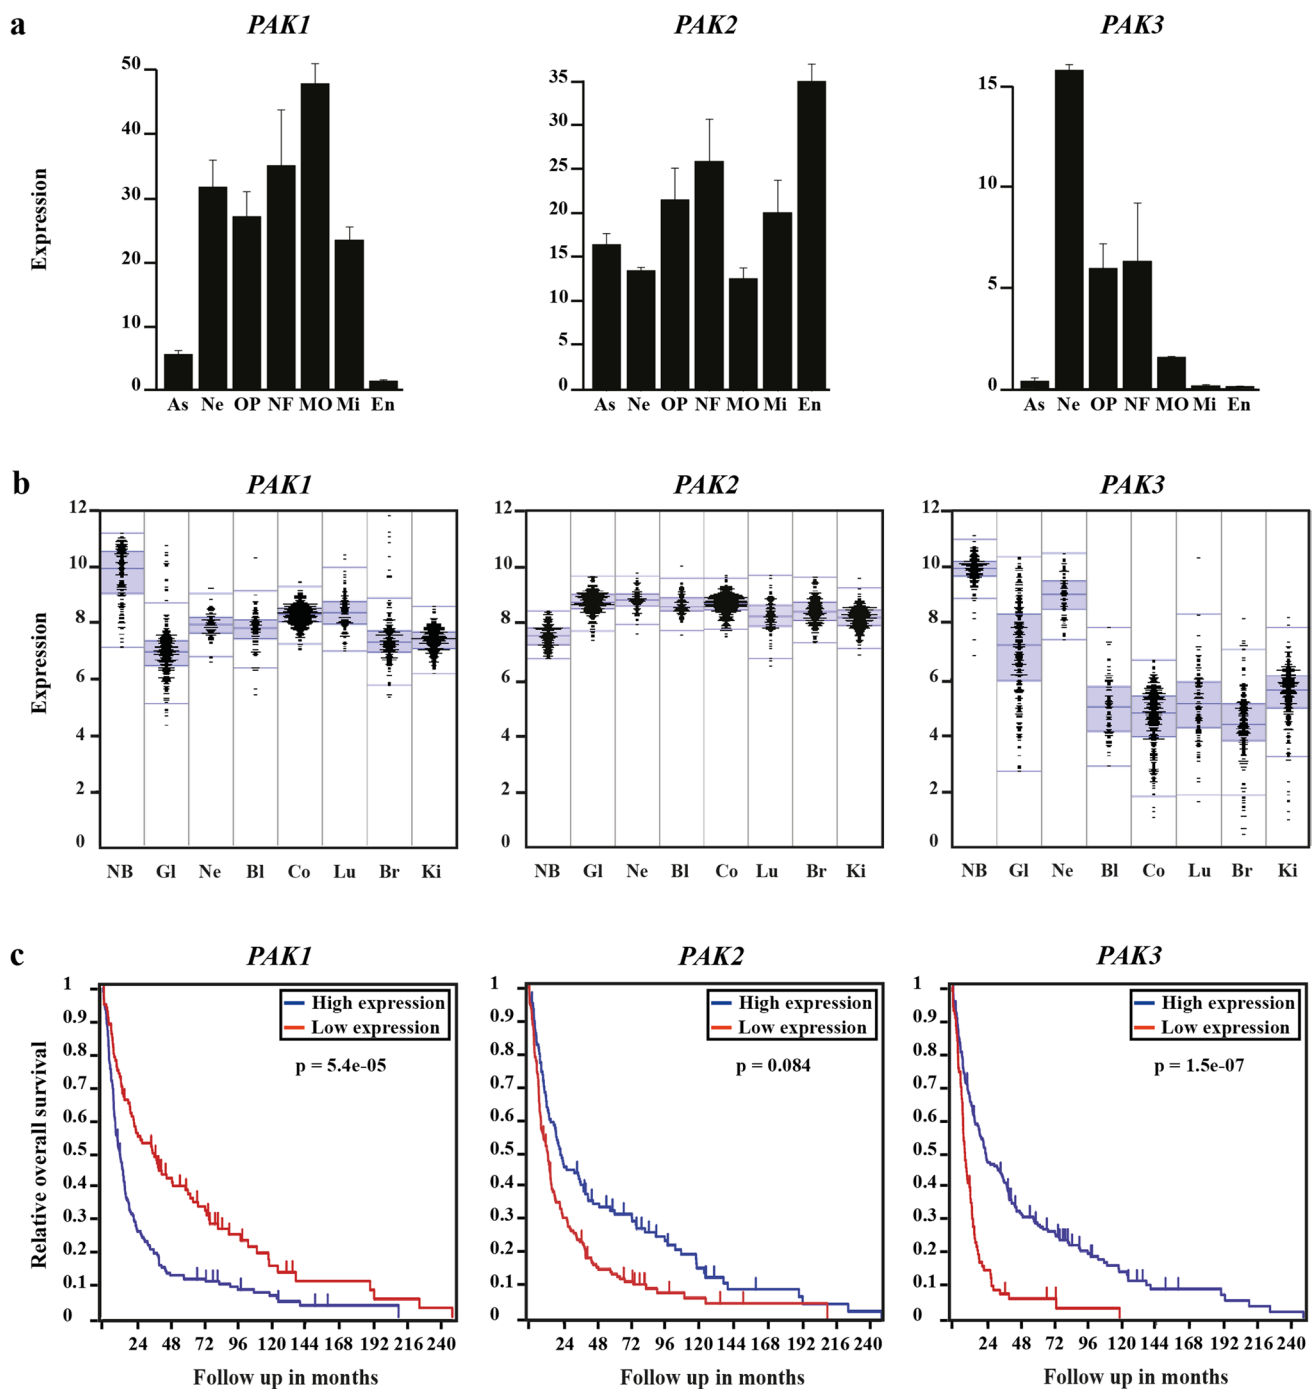 a
PAK1 PAK2 PAK3
Expression
50
40
30
20
10
0
As Ne OP NF MO Mi En
35
30
25
20
15
10
5
0
As Ne OP NF MO Mi En
15
10
5
0
As Ne OP NF MO Mi En
b
PAK1 PAK2 PAK3
Expression
12
10
8
6
4
2
0
NB Gl Ne Bl Co Lu Br Ki
12
10
8
6
4
2
0
NB Gl Ne Bl Co Lu Br Ki
12
10
8
6
4
2
0
NB Gl Ne Bl Co Lu Br Ki
c
PAK1 PAK2 PAK3
Relative overall survival
1
0.9
0.8
0.7
0.6
0.5
0.4
0.3
0.2
0.1
0
High expression
Low expression
p = 5.4e-05
24 48 72 96 120 144 168 192 216 240
Follow up in months
1
0.9
0.8
0.7
0.6
0.5
0.4
0.3
0.2
0.1
0
High expression
Low expression
p = 0.084
24 48 72 96 120 144 168 192 216 240
Follow up in months
1
0.9
0.8
0.7
0.6
0.5
0.4
0.3
0.2
0.1
0
High expression
Low expression
p = 1.5e-07
24 48 72 96 120 144 168 192 216 240
Follow up in months